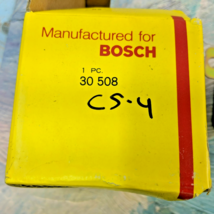 Manufactured for
BOSCH
1 PC.
30 508
CS-4